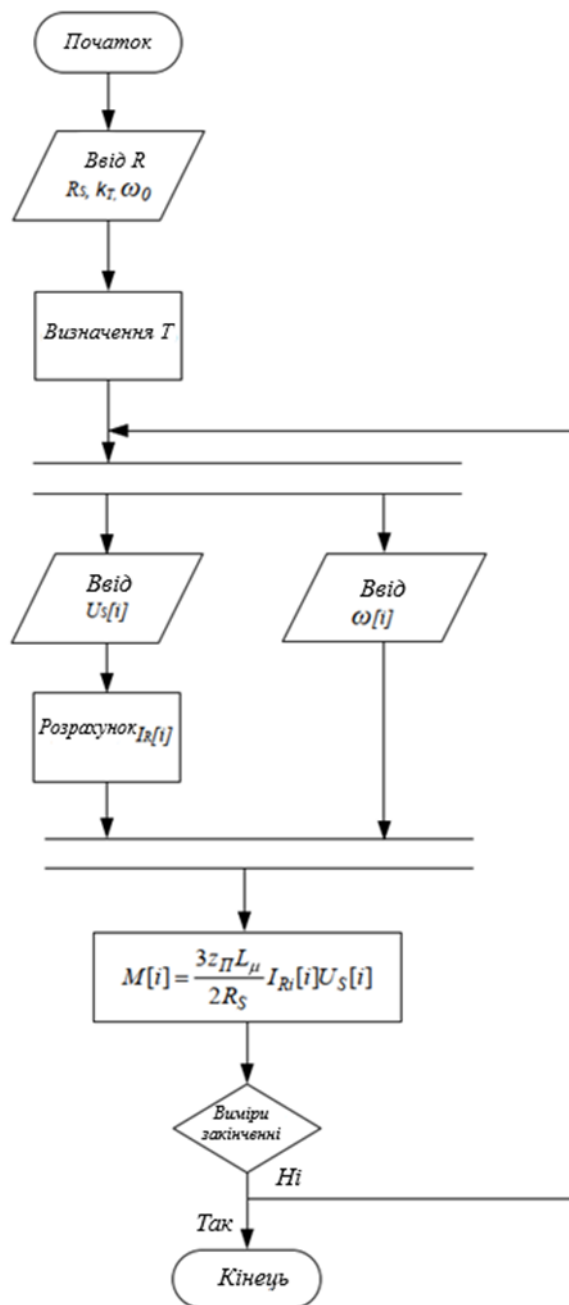 Початок
Ввід R
Rs, kT, ω0
Визначення T
Ввід
Us[i]
Ввід
ω[i]
Розрахунок IR[i]
M[i] = 3zПLμ / 2RS IRi[i]US[i]
Виміри
закінченні
Ні
Так
Кінець